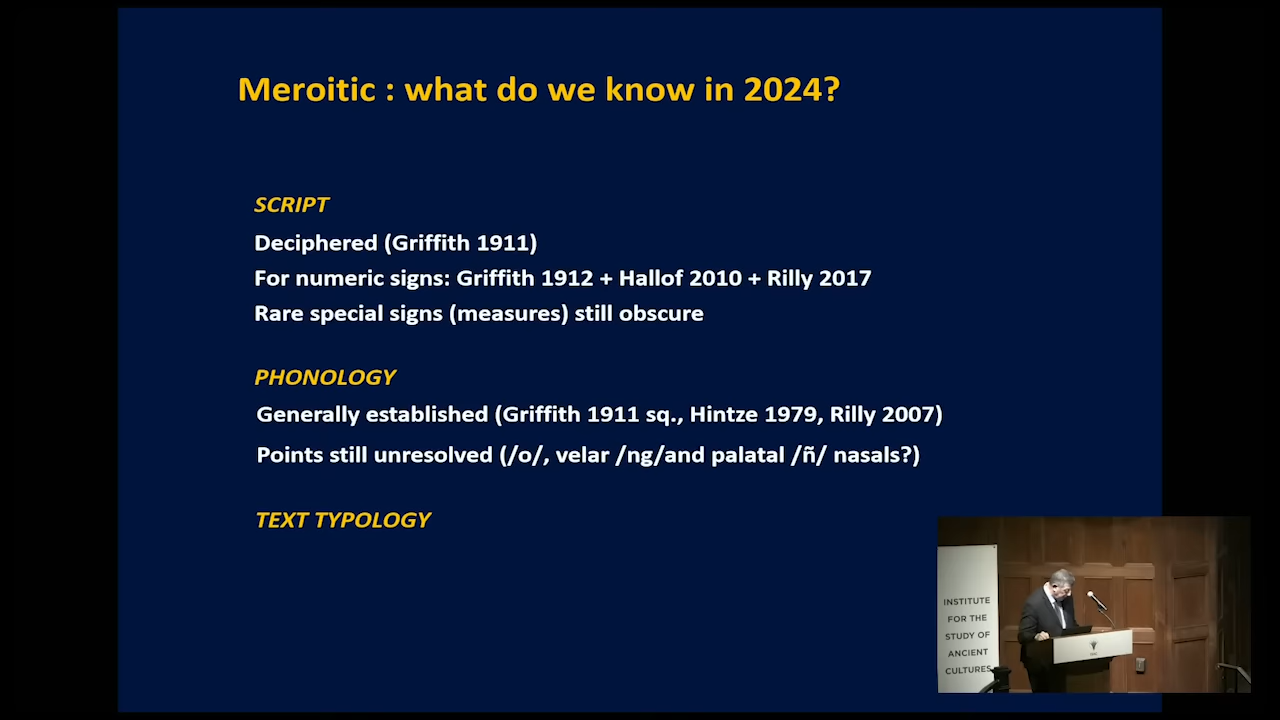 Meroitic : what do we know in 2024?
SCRIPT
Deciphered (Griffith 1911)
For numeric signs: Griffith 1912 + Hallof 2010 + Rilly 2017
Rare special signs (measures) still obscure
PHONOLOGY
Generally established (Griffith 1911 sq., Hintze 1979, Rilly 2007)
Points still unresolved (/o/, velar /ng/and palatal /ñ/ nasals?)
TEXT TYPOLOGY
INSTITUTE
FOR THE
STUDY OF
ANCIENT
CULTURES